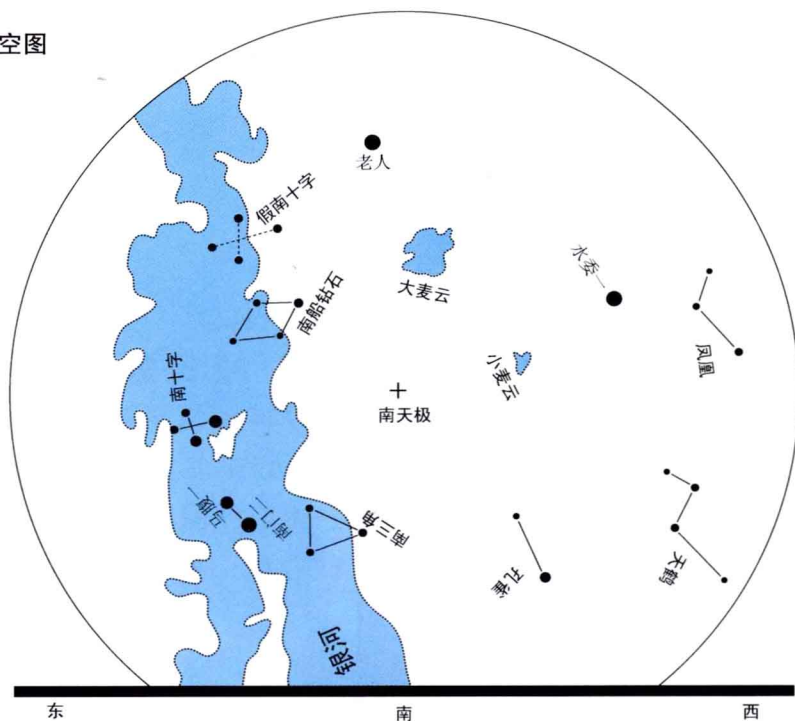 空图
老人
假南十字
大麦云
水委一
南船钻石
凤凰
小麦云
南十字
南天极
马腹一
南门二
南三角
孔雀
天鹤
银河
东
南
西